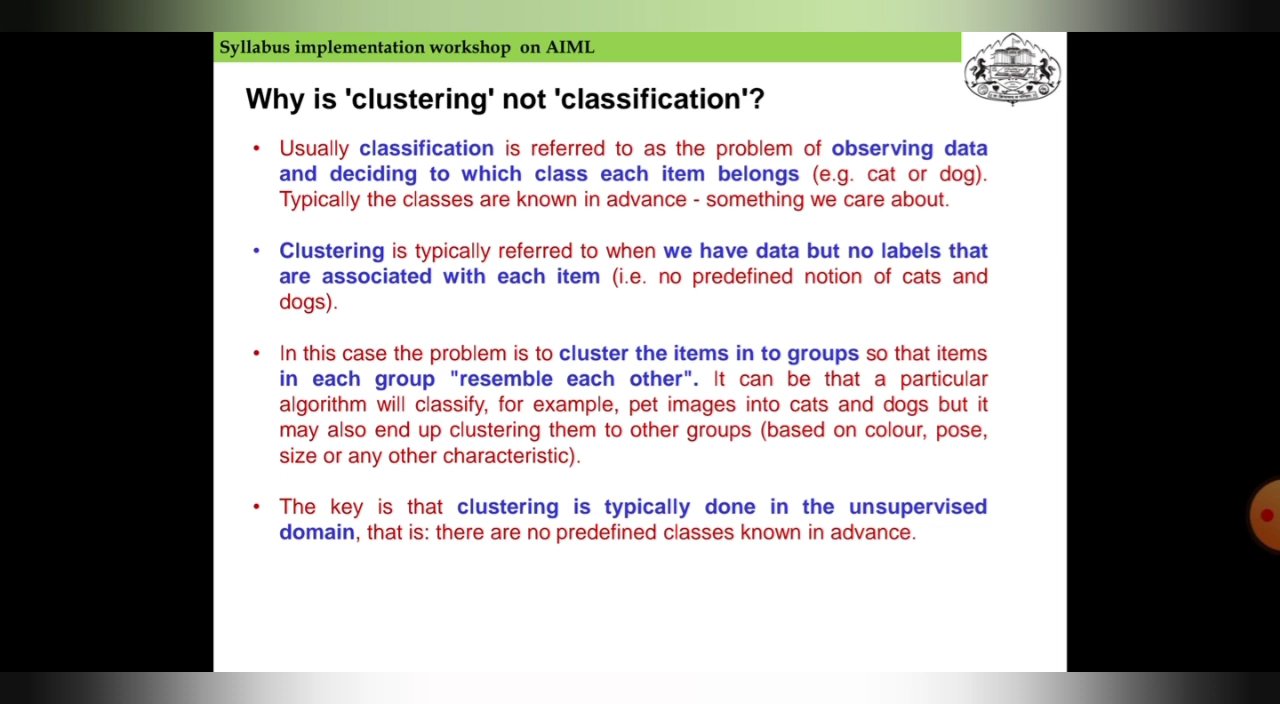 Syllabus implementation workshop on AIML
Why is 'clustering' not 'classification'?
• Usually classification is referred to as the problem of observing data
and deciding to which class each item belongs (e.g. cat or dog).
Typically the classes are known in advance - something we care about.
• Clustering is typically referred to when we have data but no labels that
are associated with each item (i.e. no predefined notion of cats and
dogs).
• In this case the problem is to cluster the items in to groups so that items
in each group "resemble each other". It can be that a particular
algorithm will classify, for example, pet images into cats and dogs but it
may also end up clustering them to other groups (based on colour, pose,
size or any other characteristic).
• The key is that clustering is typically done in the unsupervised
domain, that is: there are no predefined classes known in advance.